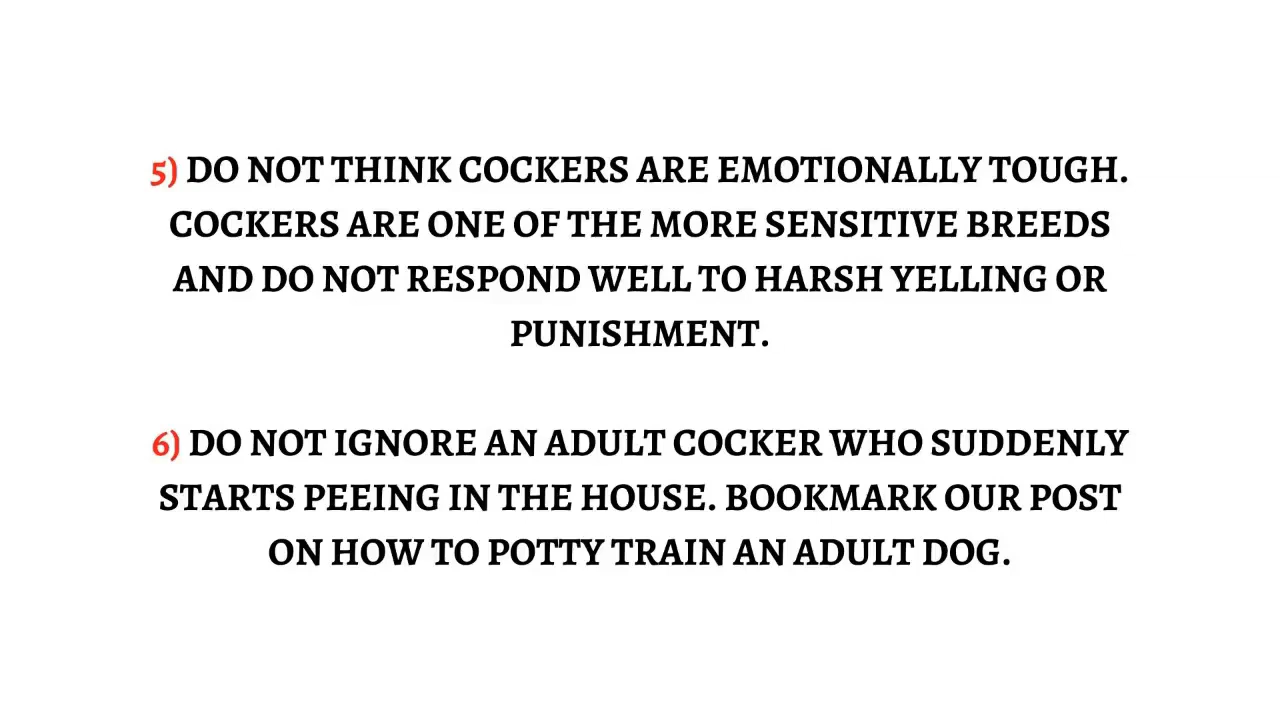 5) DO NOT THINK COCKERS ARE EMOTIONALLY TOUGH.
COCKERS ARE ONE OF THE MORE SENSITIVE BREEDS
AND DO NOT RESPOND WELL TO HARSH YELLING OR
PUNISHMENT.
6) DO NOT IGNORE AN ADULT COCKER WHO SUDDENLY
STARTS PEEING IN THE HOUSE. BOOKMARK OUR POST
ON HOW TO POTTY TRAIN AN ADULT DOG.